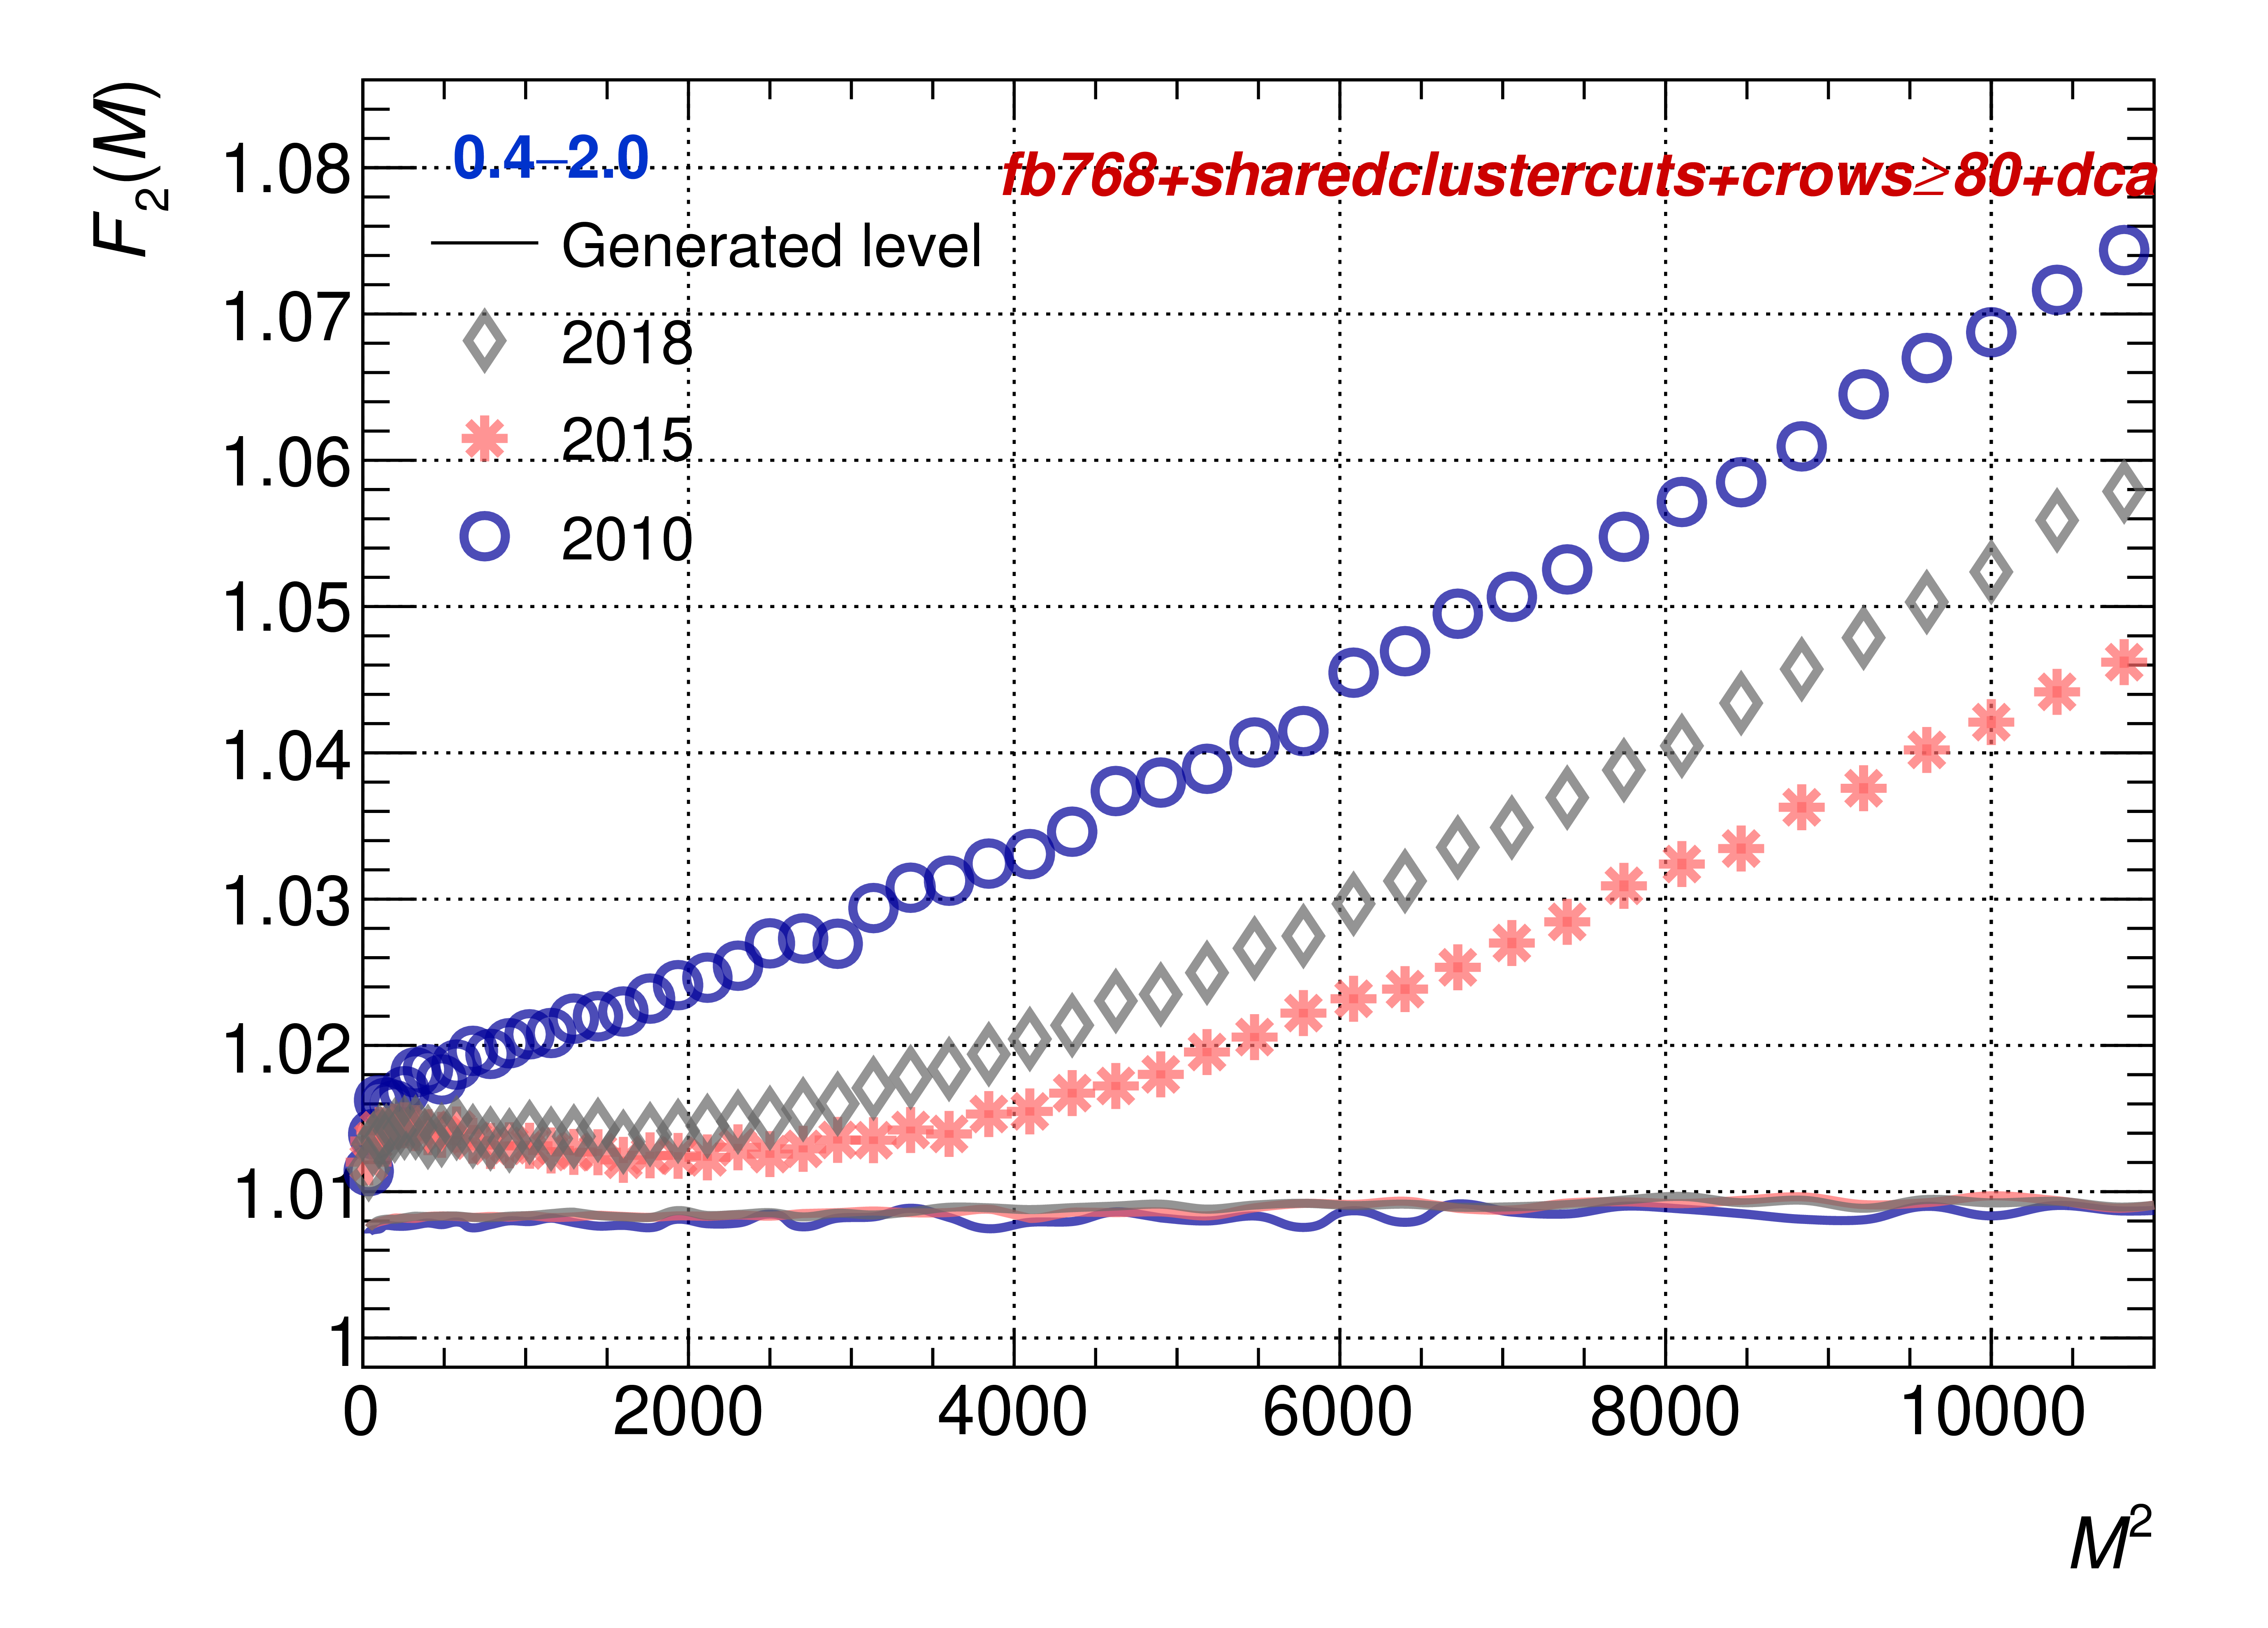 F2(M)
0.4–2.0
fb768+sharedclustercuts+crows≥80+dca
Generated level
2018
2015
2010
1.08
1.07
1.06
1.05
1.04
1.03
1.02
1.01
1
0 2000 4000 6000 8000 10000
M²